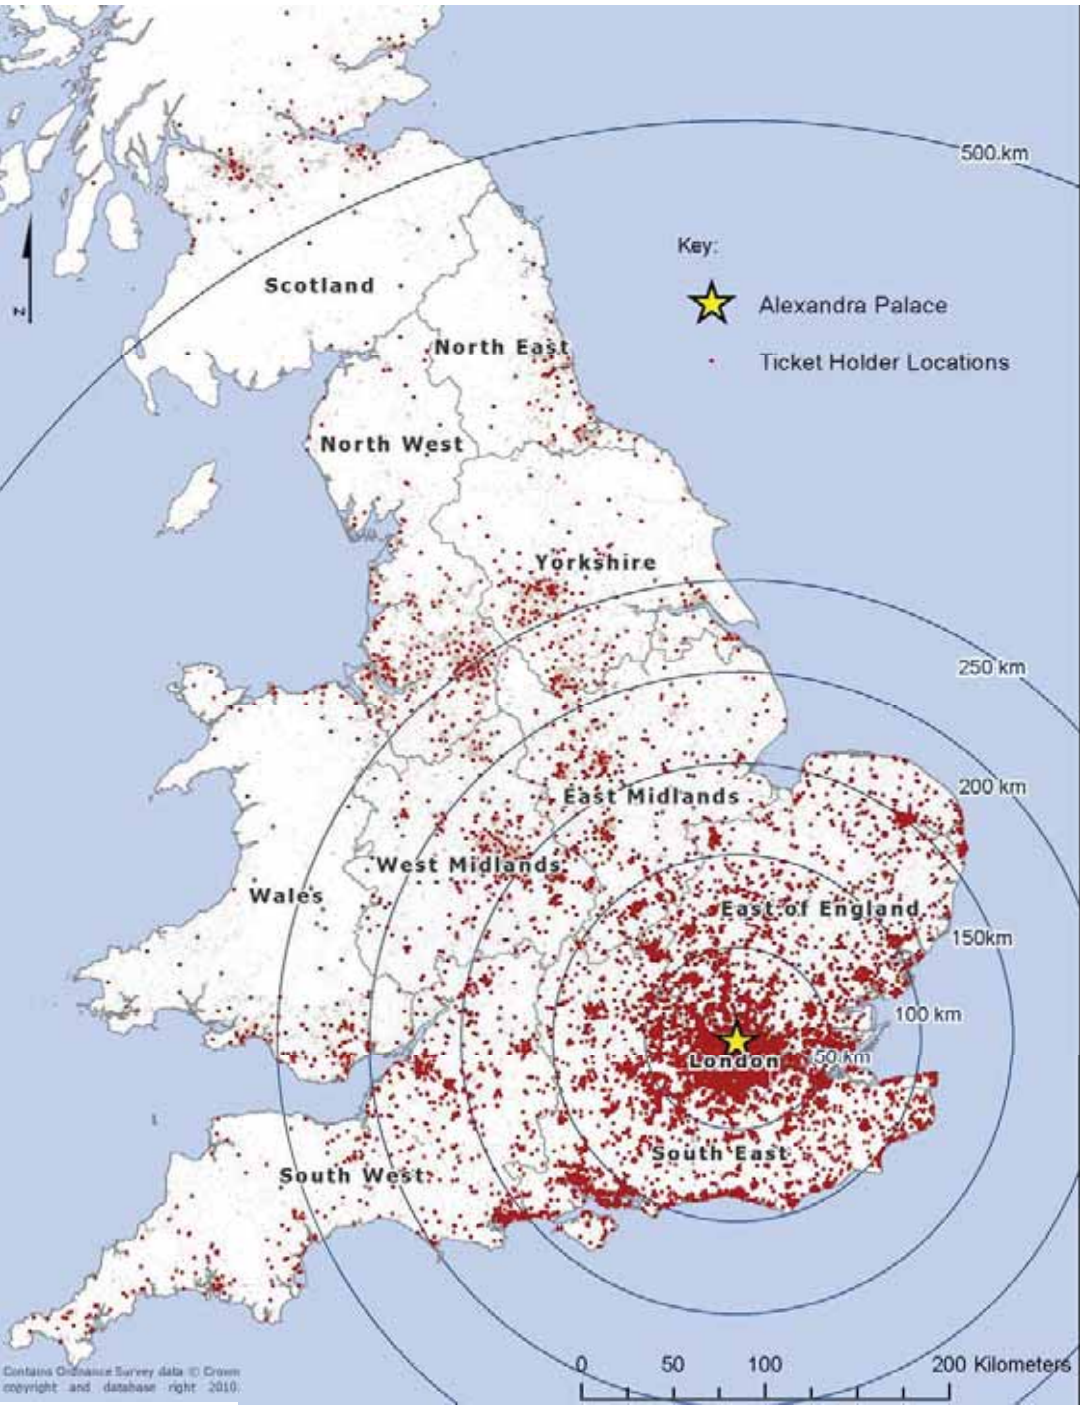 500 km
Key:
Alexandra Palace
Ticket Holder Locations
N
Scotland
North East
North West
Yorkshire
250 km
200 km
East Midlands
West Midlands
Wales
East of England
150km
100 km
London
50 km
South East
South West
0 50 100 200 Kilometers
Contains Ordnance Survey data © Crown
copyright and database right 2010.